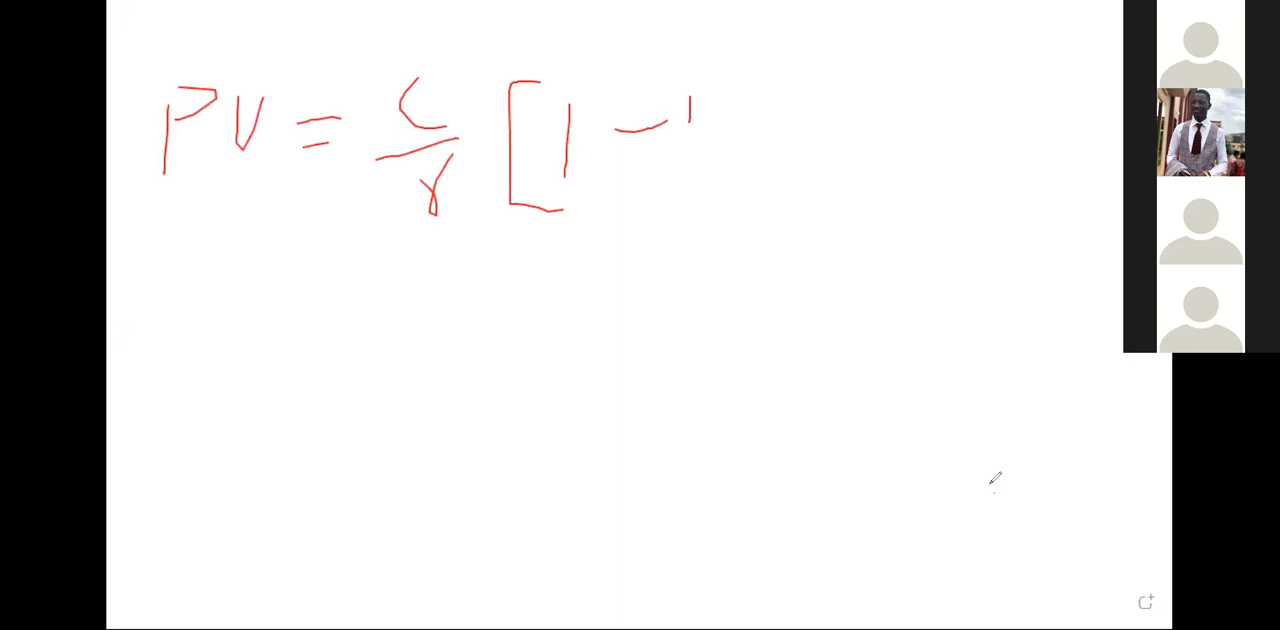 PV = C/r [1 - 1